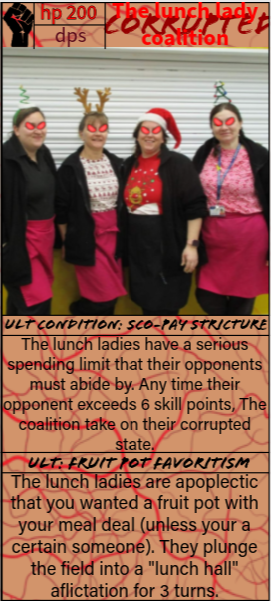 hp 200
dps
CORRUPTED
The lunch lady
coalition
ULT CONDITION: SCO-PAY STRICTURE
The lunch ladies have a serious
spending limit that their opponents
must abide by. Any time their
opponent exceeds 6 skill points, The
coalition take on their corrupted
state.
ULT: FRUIT POT FAVORITISM
The lunch ladies are apoplectic
that you wanted a fruit pot with
your meal deal (unless your a
certain someone). They plunge
the field into a "lunch hall"
aflictation for 3 turns.